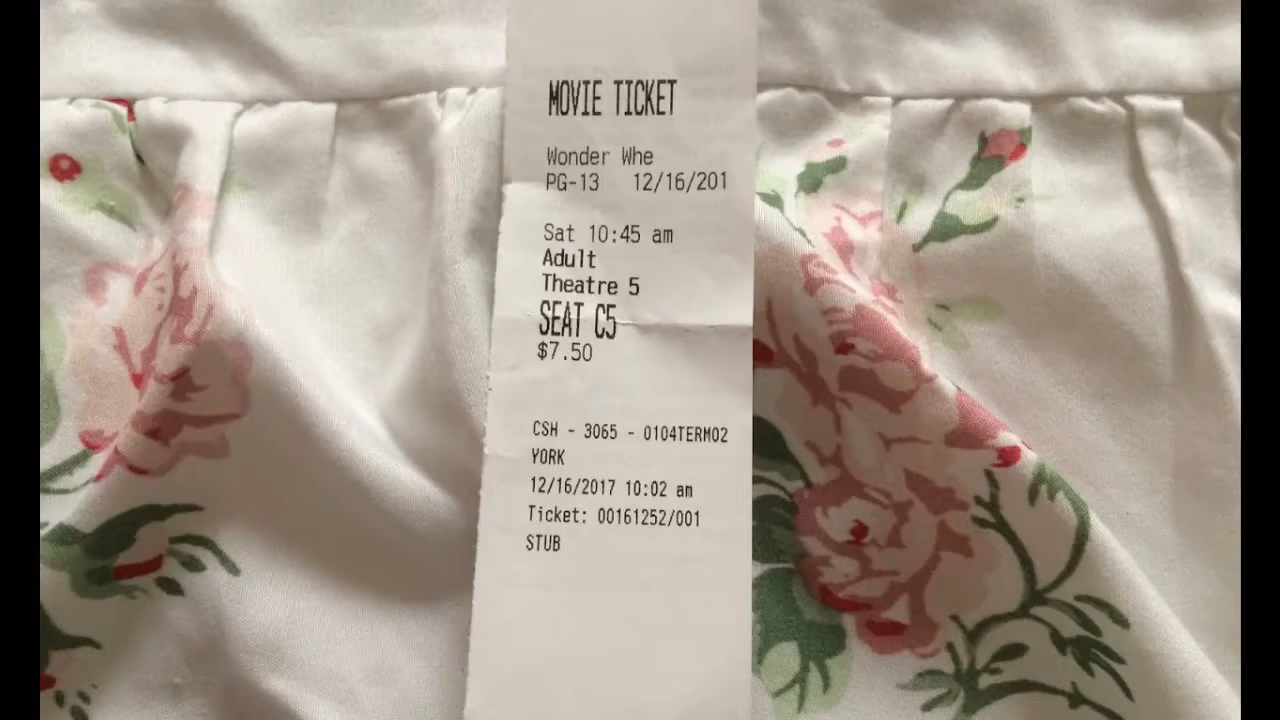 MOVIE TICKET
Wonder Whe
PG-13 12/16/201
Sat 10:45 am
Adult
Theatre 5
SEAT C5
$7.50
CSH - 3065 - 0104TERM02
YORK
12/16/2017 10:02 am
Ticket: 00161252/001
STUB